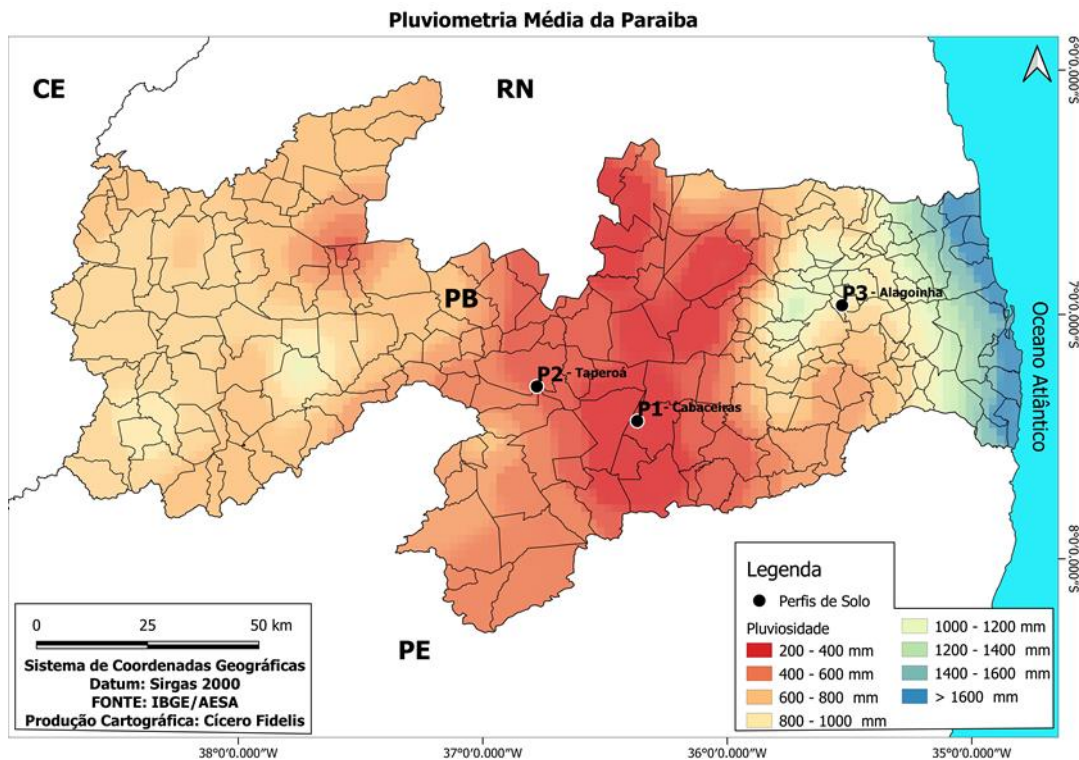 Pluviometria Média da Paraiba
CE
RN
6°0'0.000"S
PB
P3 - Alagoinha
7°0'0.000"S
P2 - Taperoá
P1 - Cabaceiras
Oceano Atlântico
8°0'0.000"S
PE
0 25 50 km
Sistema de Coordenadas Geográficas
Datum: Sirgas 2000
FONTE: IBGE/AESA
Produção Cartográfica: Cícero Fidelis
Legenda
Perfis de Solo
Pluviosidade
200 - 400 mm
400 - 600 mm
600 - 800 mm
800 - 1000 mm
1000 - 1200 mm
1200 - 1400 mm
1400 - 1600 mm
> 1600 mm
38°0'0.000"W
37°0'0.000"W
36°0'0.000"W
35°0'0.000"W